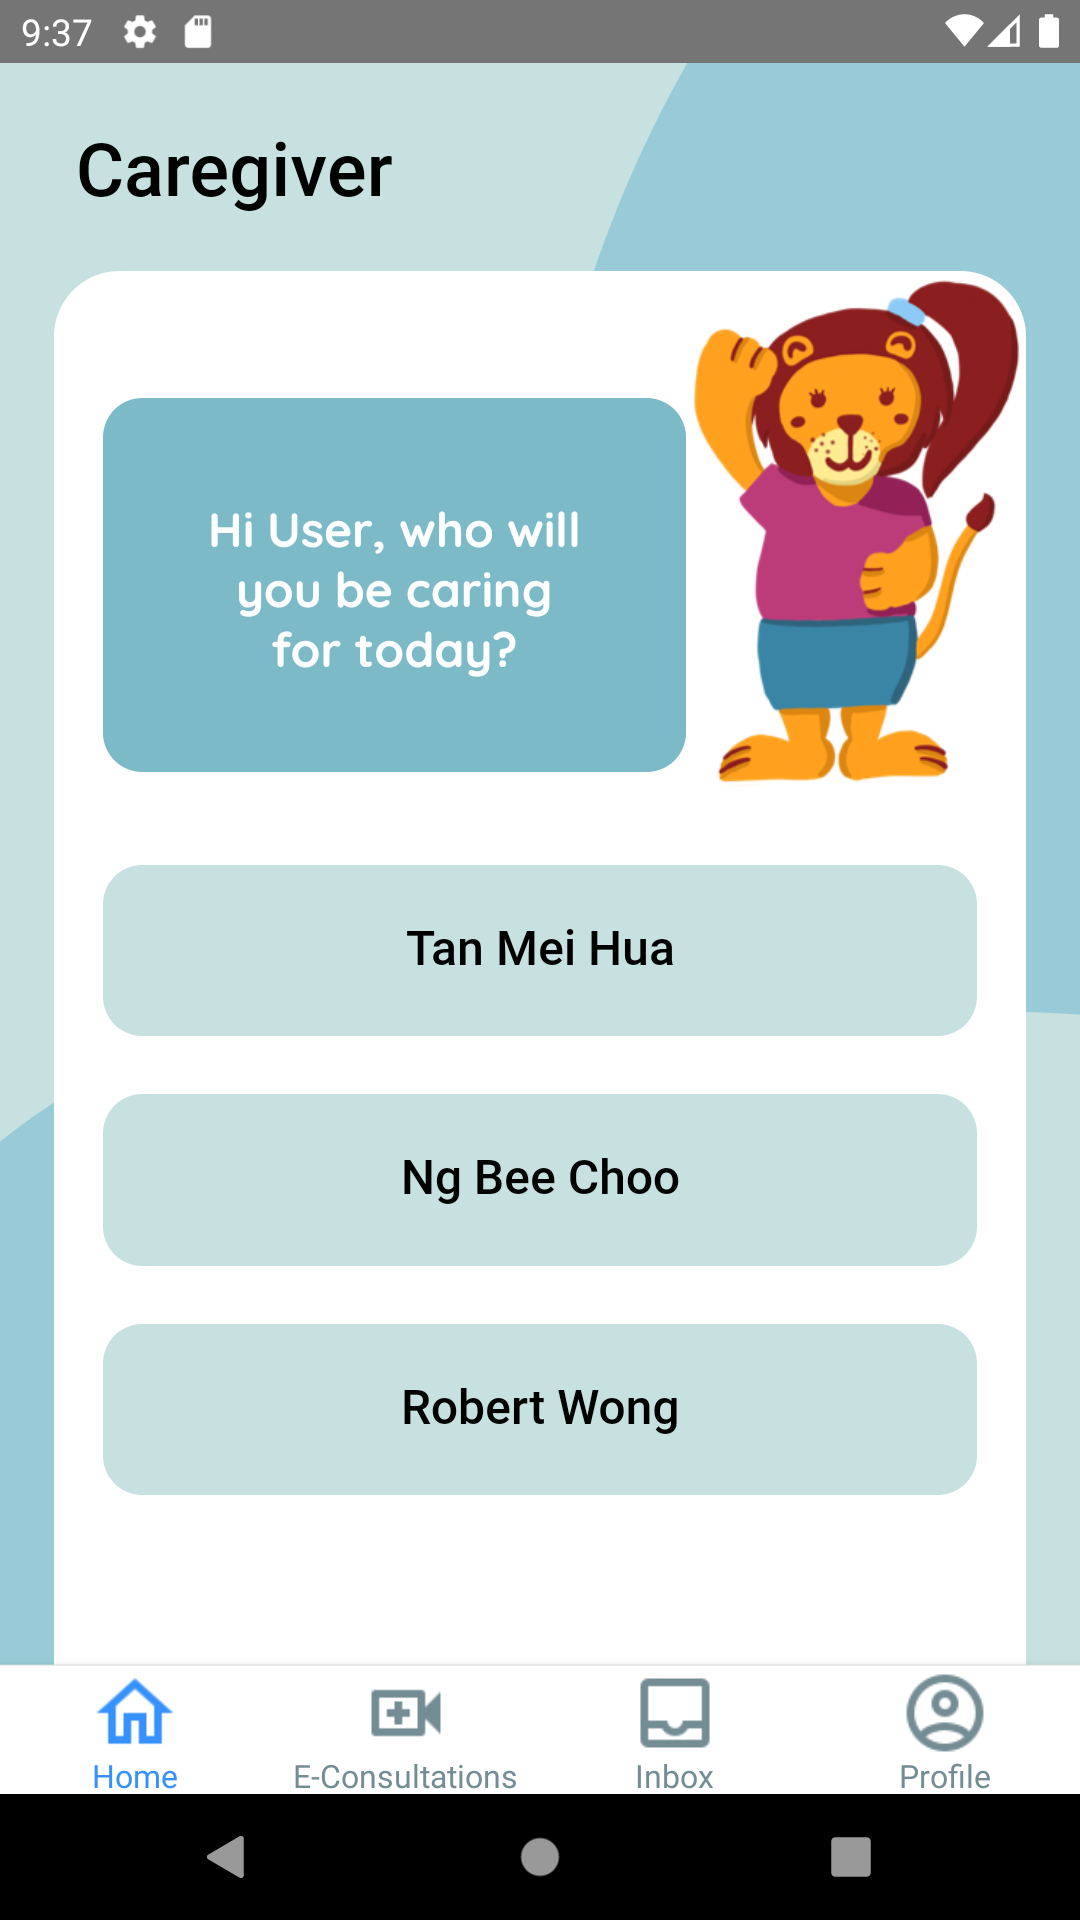 9:37
Caregiver
Hi User, who will
you be caring
for today?
Tan Mei Hua
Ng Bee Choo
Robert Wong
Home
E-Consultations
Inbox
Profile